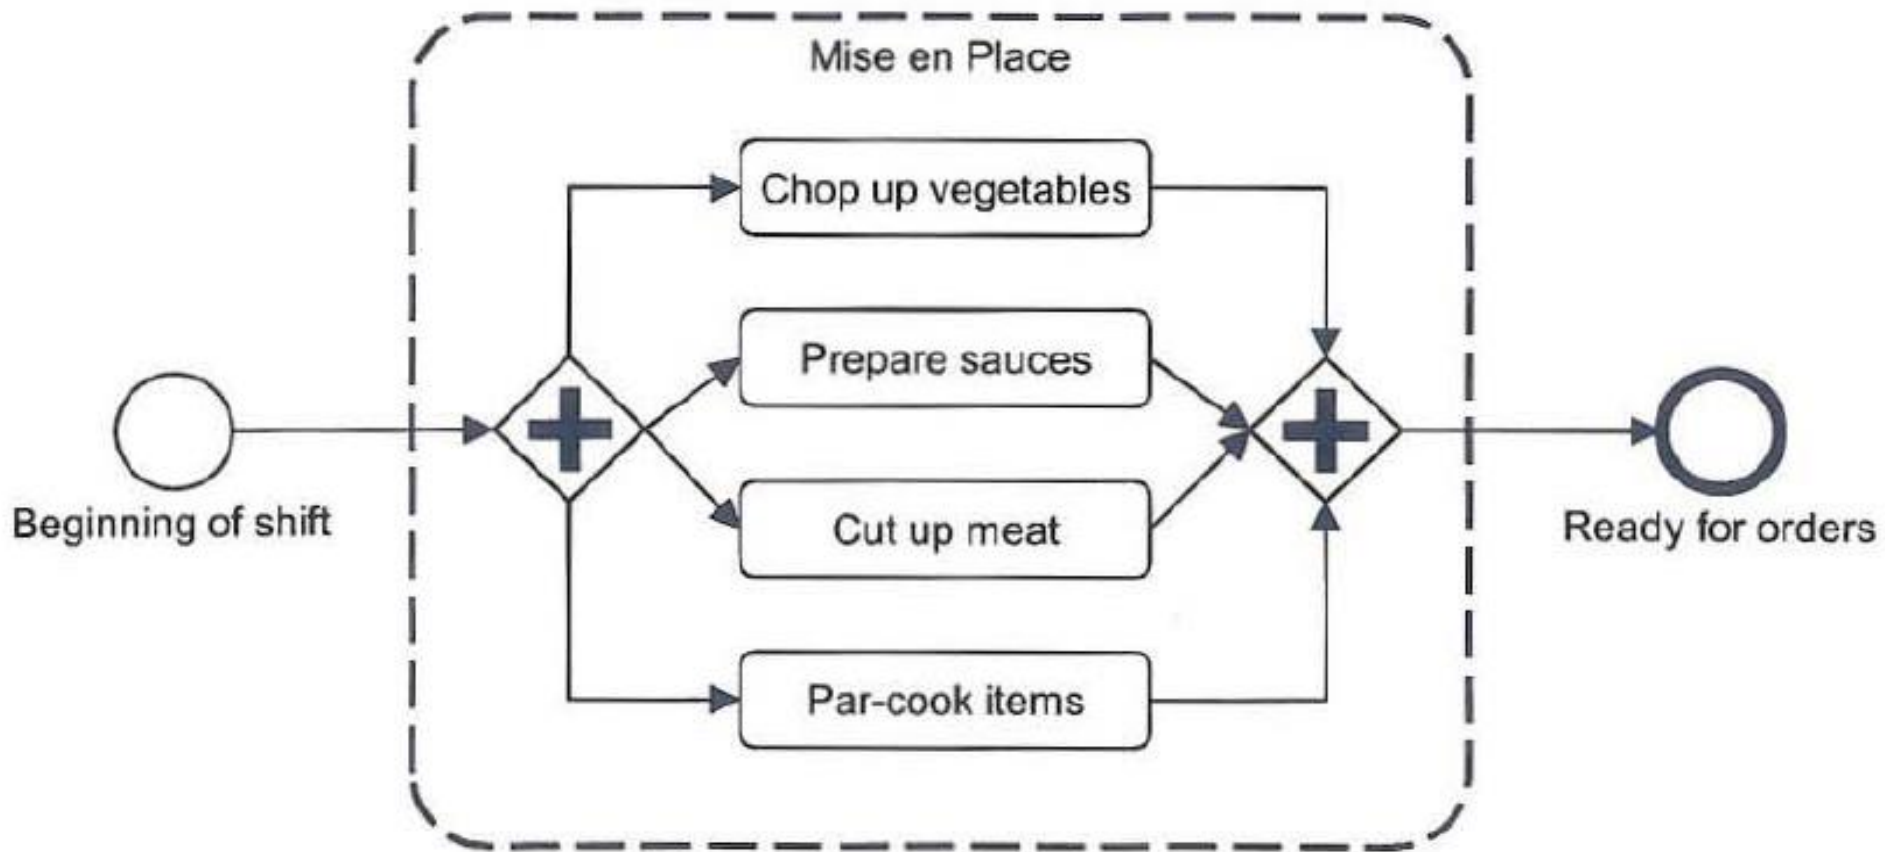 Mise en Place
Chop up vegetables
Prepare sauces
Cut up meat
Par-cook items
Beginning of shift
Ready for orders